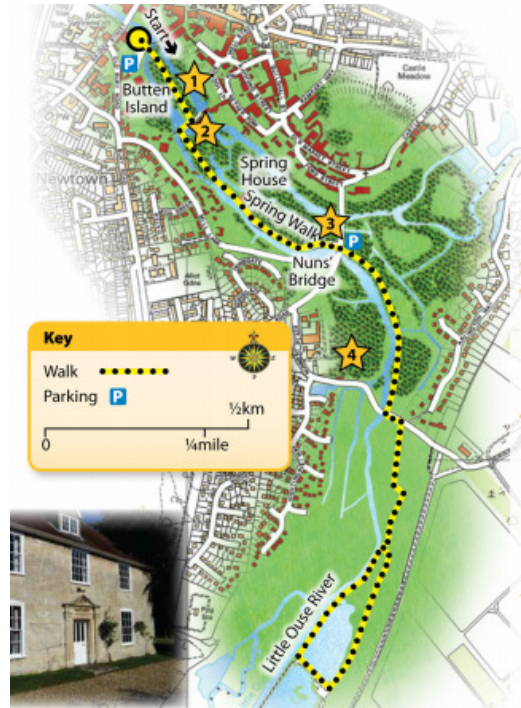 Start
P
Butten
Island
1
2
Castle
Meadow
Newtown
Spring
House
Spring Walk
3
P
Nuns'
Bridge
4
Key
Walk
Parking P
½km
0
¼mile
Little Ouse River